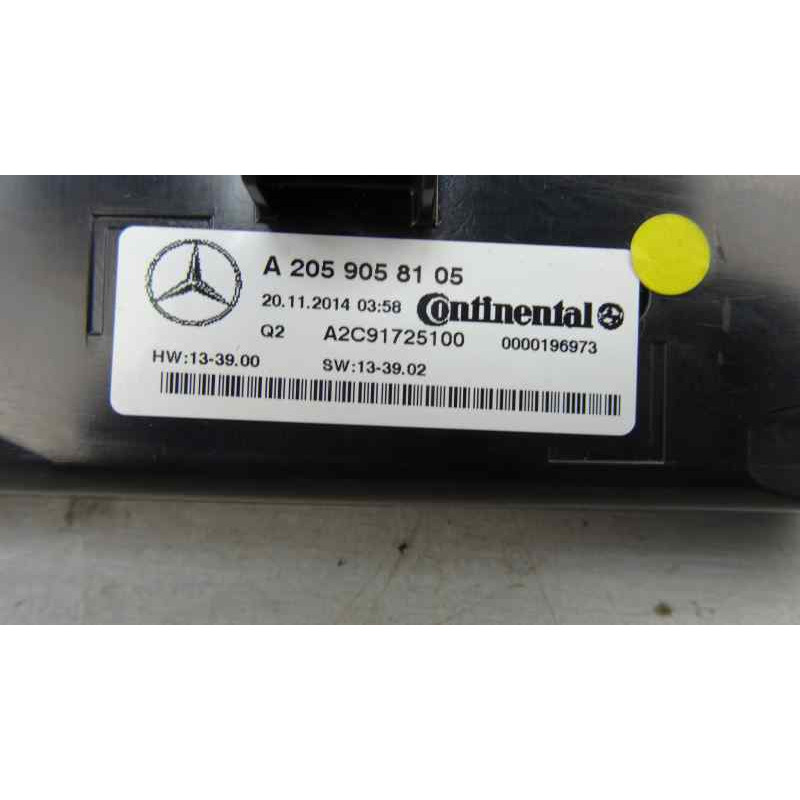 A 205 905 81 05
20.11.2014 03:58 Continental
Q2 A2C91725100 0000196973
HW:13-39.00 SW:13-39.02